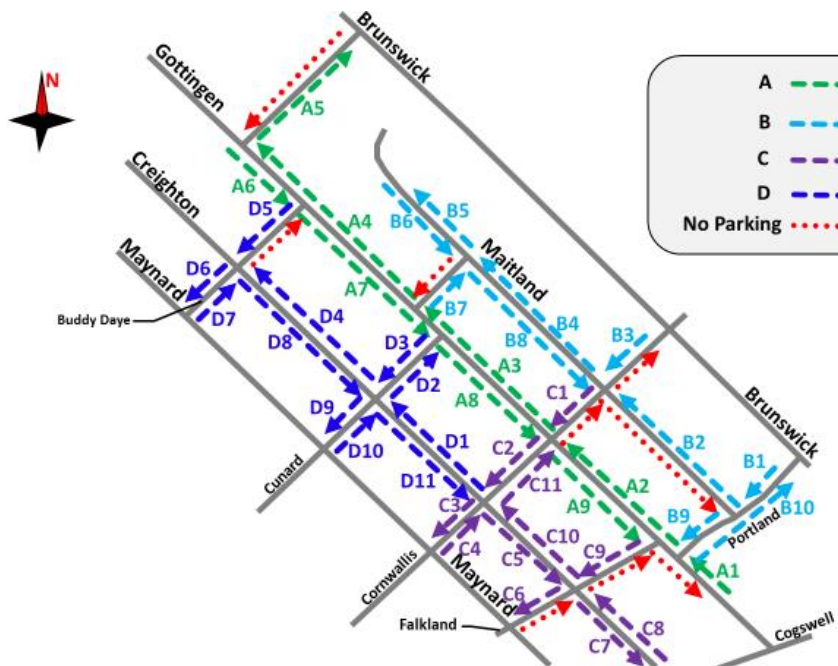 N
Gottingen
Brunswick
Creighton
Maynard
A
B
C
D
No Parking
A5
A6
D5
A4
B6
B5
Maitland
D6
Buddy Daye
D7
A7
B7
D8
D4
D3
B8
B4
B3
A3
D2
A8
C1
D9
Cunard
D10
D1
D11
C2
C11
B2
Brunswick
B1
A9
A2
B9
B10
Portland
C3
C4
C10
C5
C9
A1
Cornwallis
Maynard
C6
Falkland
C7
C8
Cogswell